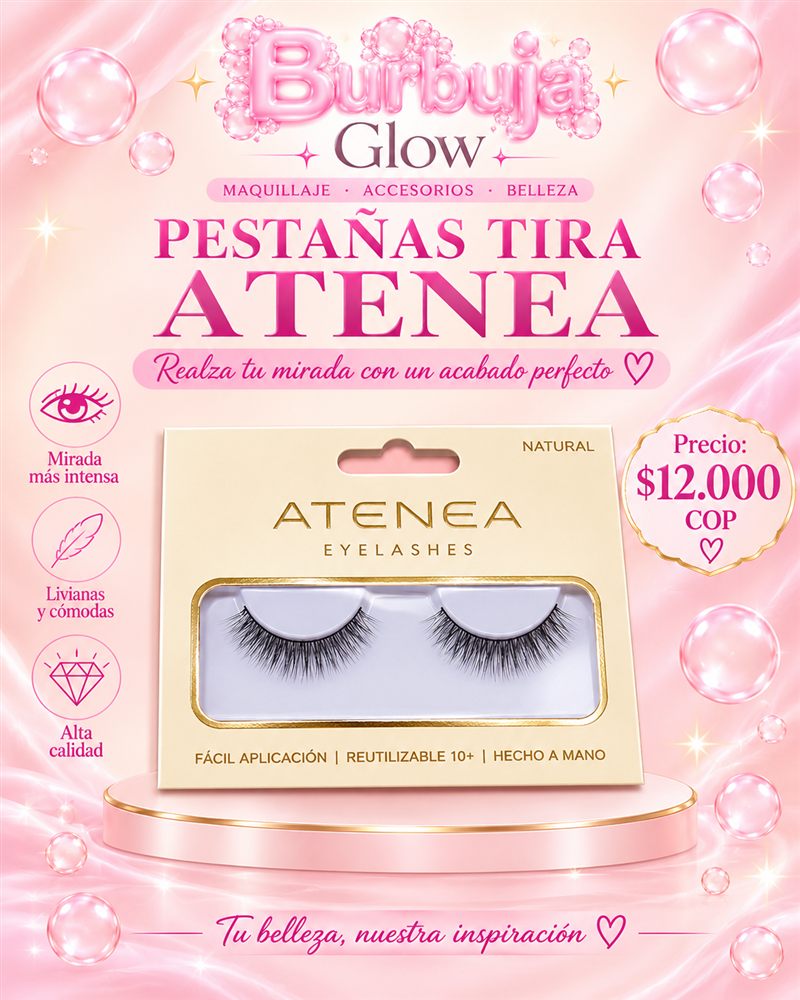 Burbuja
Glow
MAQUILLAJE · ACCESORIOS · BELLEZA
PESTAÑAS TIRA
ATENEA
Realza tu mirada con un acabado perfecto
Mirada
más intensa
Livianas
y cómodas
Alta
calidad
NATURAL
ATENEA
EYELASHES
FÁCIL APLICACIÓN | REUTILIZABLE 10+ | HECHO A MANO
Precio:
$12.000
COP
Tu belleza, nuestra inspiración